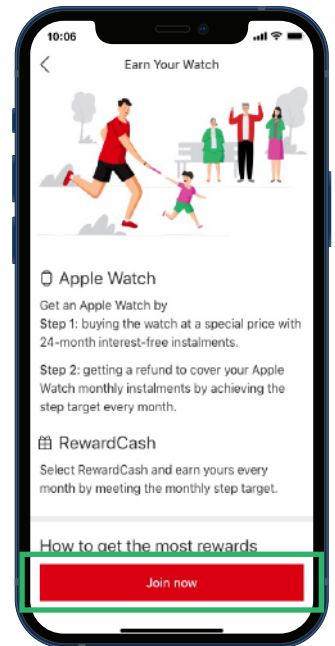 10:06
Earn Your Watch
Apple Watch
Get an Apple Watch by
Step 1: buying the watch at a special price with
24-month interest-free instalments.
Step 2: getting a refund to cover your Apple
Watch monthly instalments by achieving the
step target every month.
RewardCash
Select RewardCash and earn yours every
month by meeting the monthly step target.
How to get the most rewards
Join now